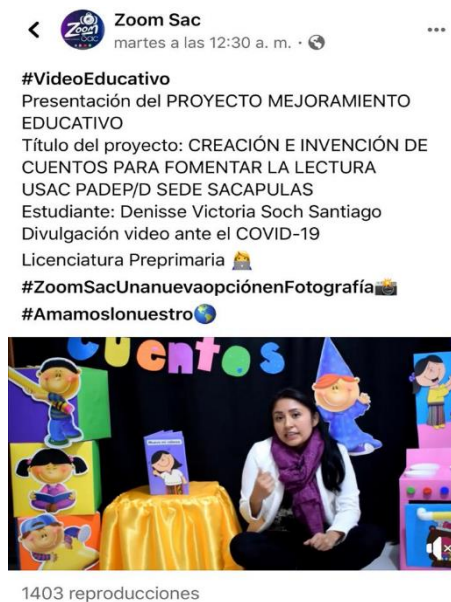 Zoom Sac
martes a las 12:30 a. m.
#VideoEducativo
Presentación del PROYECTO MEJORAMIENTO
EDUCATIVO
Título del proyecto: CREACIÓN E INVENCIÓN DE
CUENTOS PARA FOMENTAR LA LECTURA
USAC PADEP/D SEDE SACAPULAS
Estudiante: Denisse Victoria Soch Santiago
Divulgación video ante el COVID-19
Licenciatura Preprimaria 👩‍💻
#ZoomSacUnanuevaopciónenFotografía📸
#Amamoslonuestro🌎
cuentos
1403 reproducciones